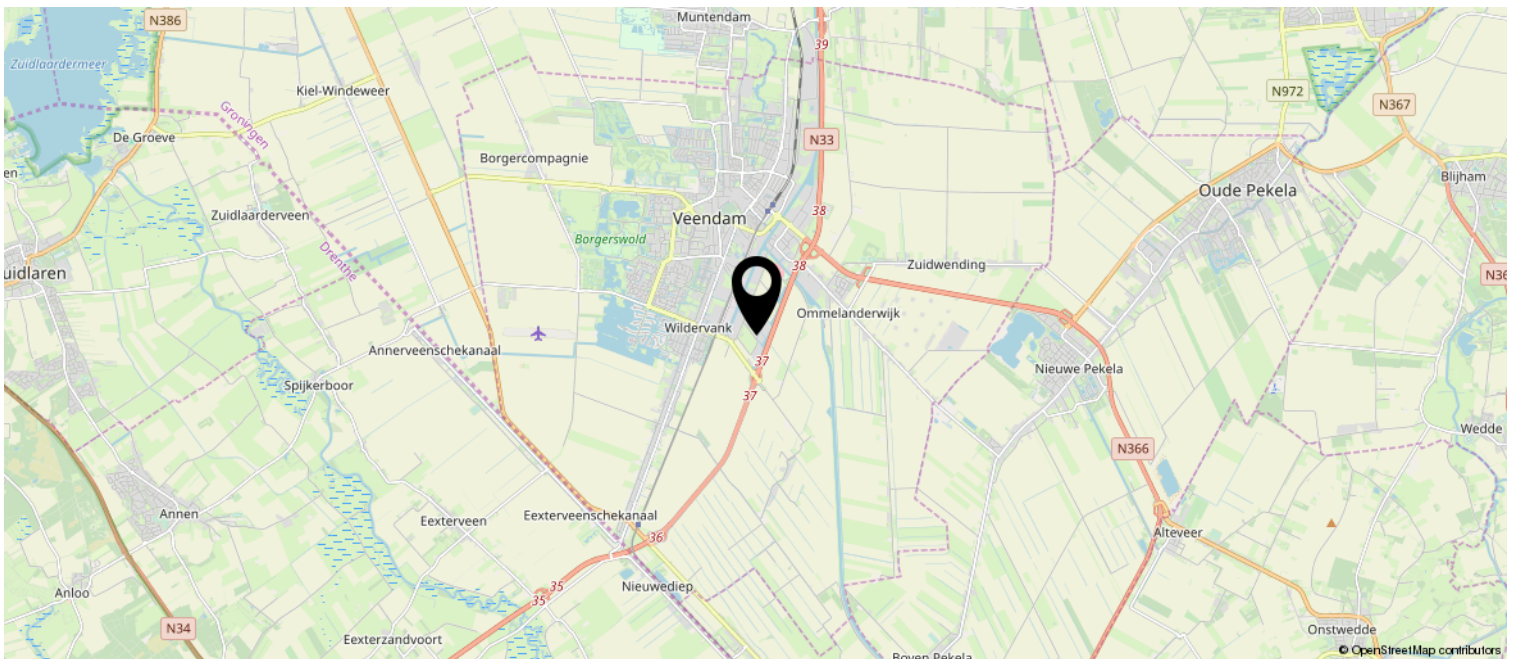 Muntendam
N386
39
Zuidlaardermeer
Kiel-Windeweer
N972
N367
Groningen
De Groeve
N33
Borgercompagnie
en
Blijham
Oude Pekela
Zuidlaarderveen
Veendam
38
Borgerswold
Drenthe
uidlaren
38
Zuidwending
N36
Ommelanderwijk
Wildervank
Annerveenschekanaal
37
Nieuwe Pekela
Spijkerboor
37
Wedde
N366
Annen
Eexterveenschekanaal
Eexterveen
36
Alteveer
35
Nieuwediep
Anloo
35
N34
Onstwedde
Eexterzandvoort
© OpenStreetMap contributors
Boven Pekela